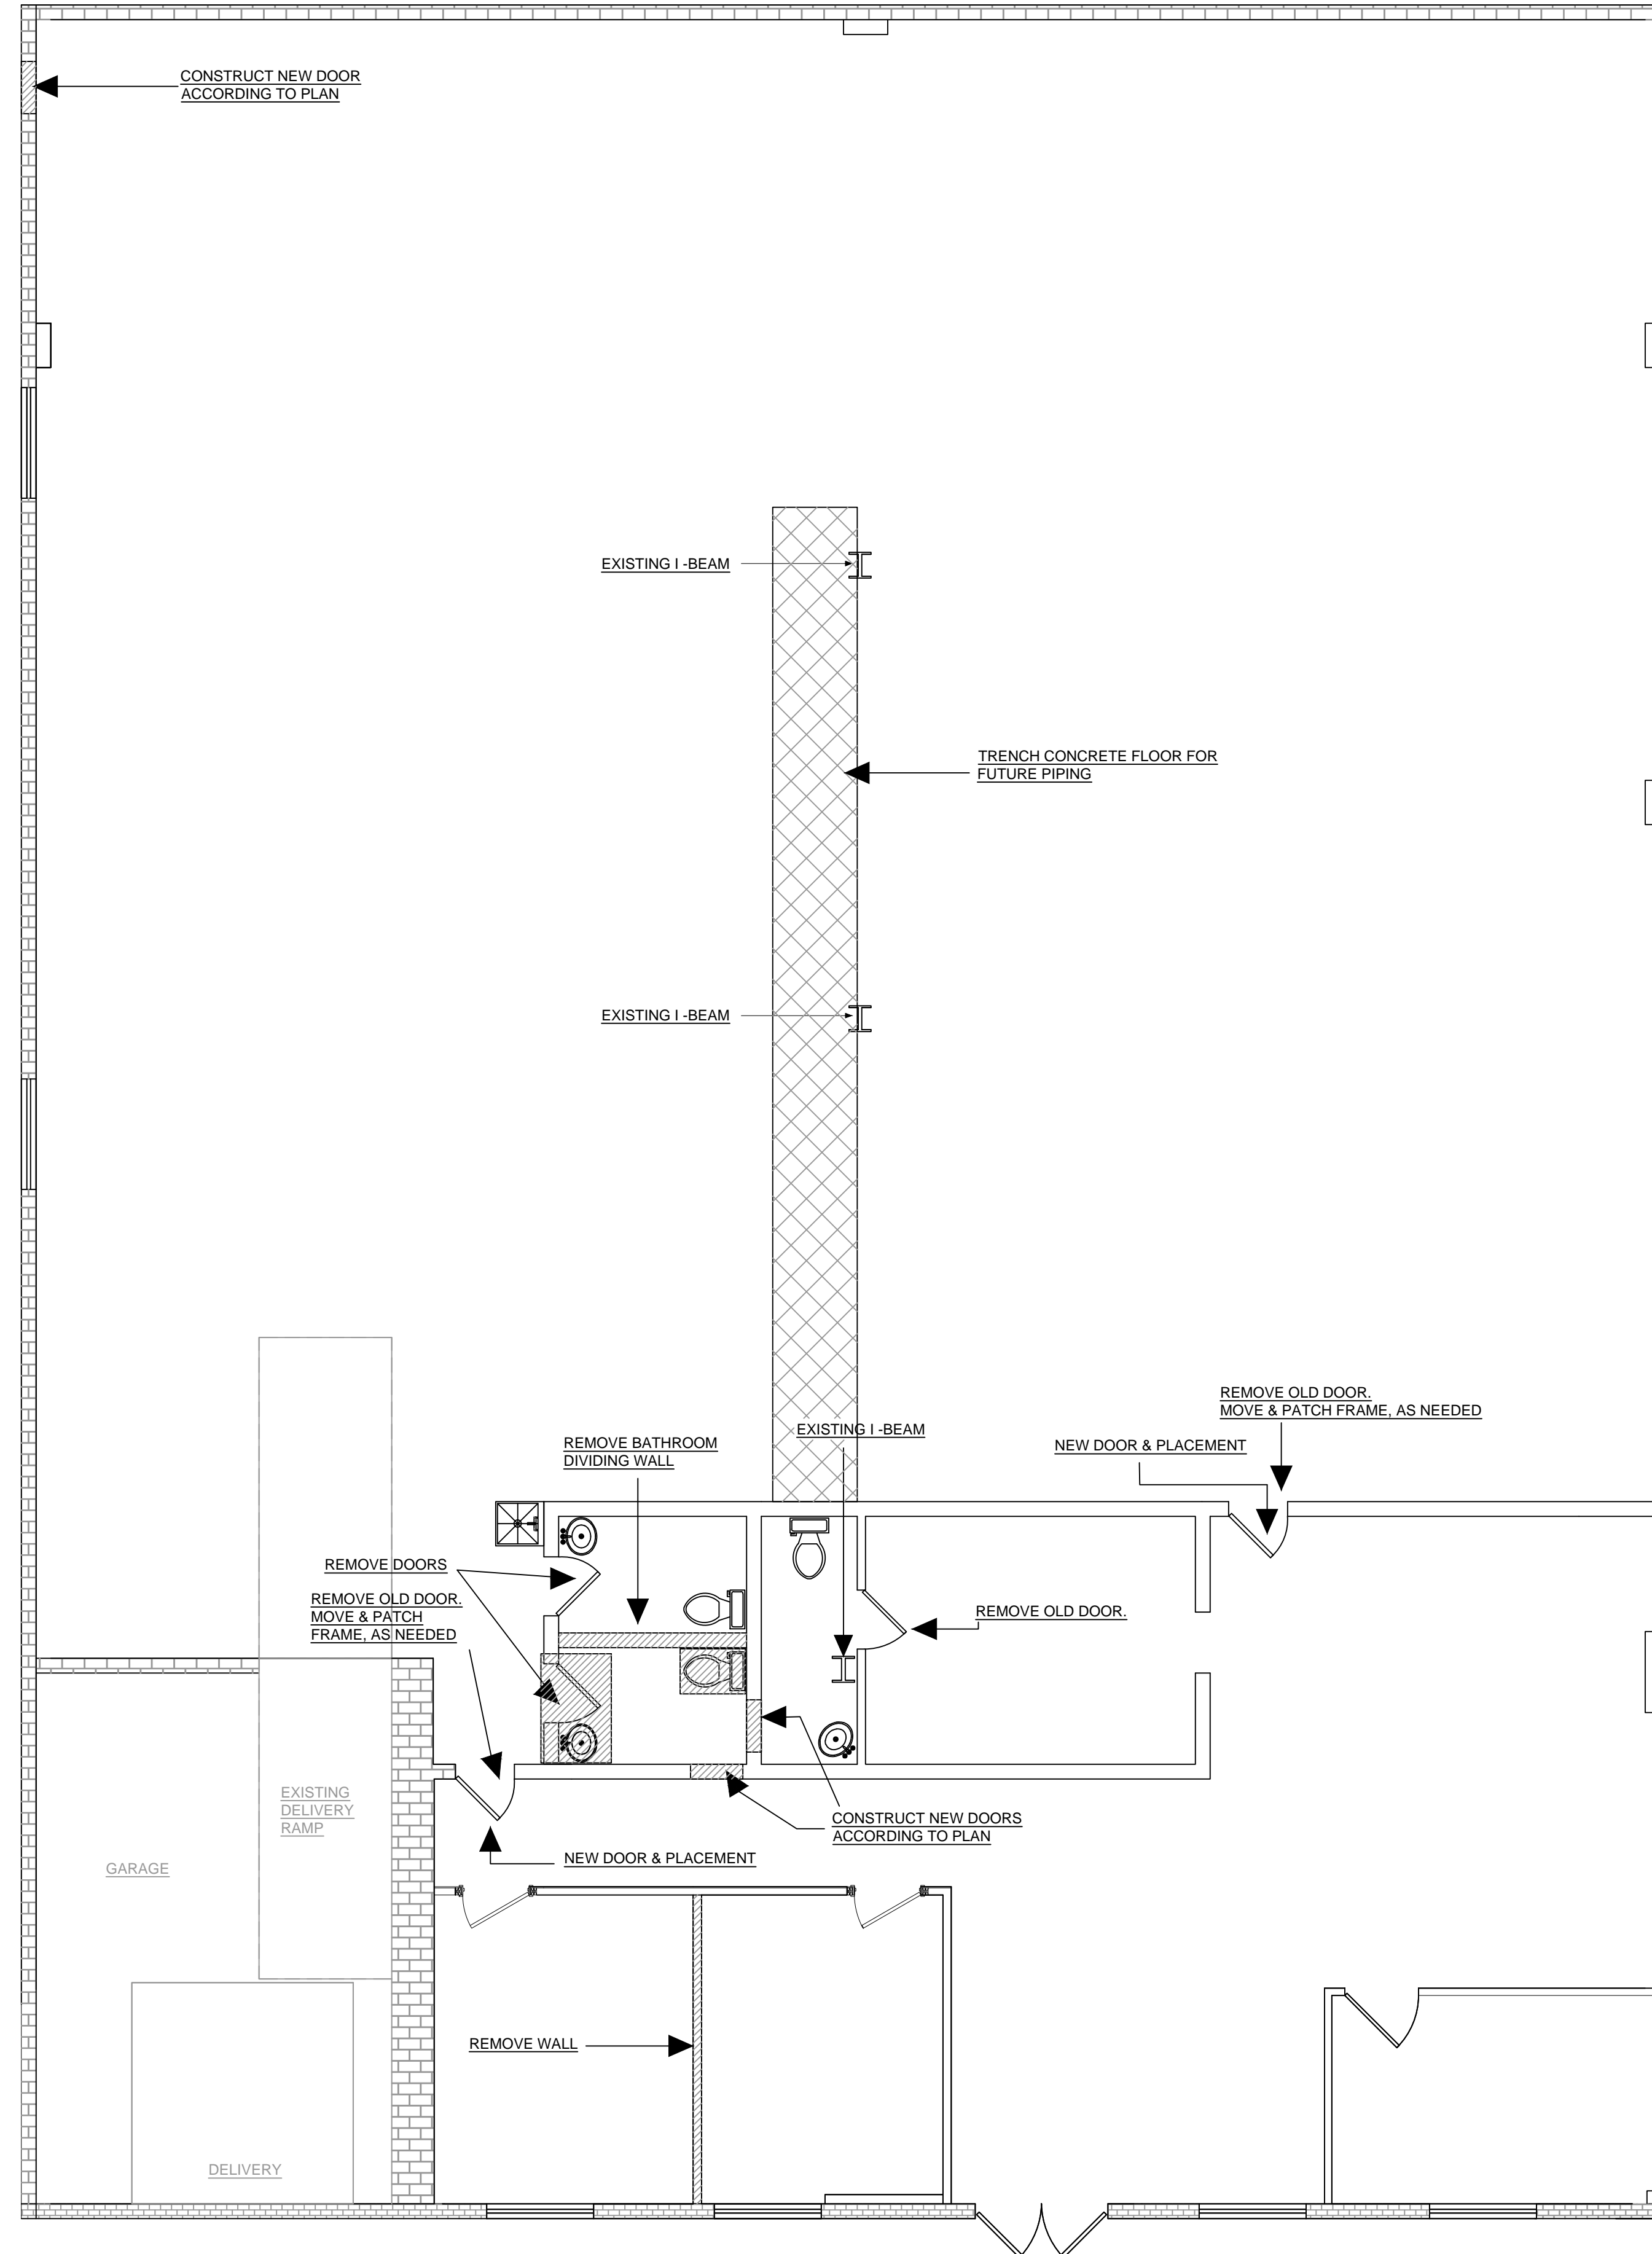 CONSTRUCT NEW DOOR
ACCORDING TO PLAN
EXISTING I -BEAM
TRENCH CONCRETE FLOOR FOR
FUTURE PIPING
EXISTING I -BEAM
REMOVE OLD DOOR.
MOVE & PATCH FRAME, AS NEEDED
EXISTING I -BEAM
NEW DOOR & PLACEMENT
REMOVE BATHROOM
DIVIDING WALL
REMOVE DOORS
REMOVE OLD DOOR.
MOVE & PATCH
FRAME, AS NEEDED
REMOVE OLD DOOR.
EXISTING
DELIVERY
RAMP
CONSTRUCT NEW DOORS
ACCORDING TO PLAN
GARAGE
NEW DOOR & PLACEMENT
REMOVE WALL
DELIVERY